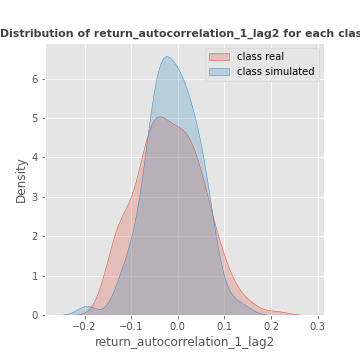 Distribution of return_autocorrelation_1_lag2 for each clas
class real
class simulated
6
5
4
3
2
1
0
Density
−0.2 −0.1 0.0 0.1 0.2 0.3
return_autocorrelation_1_lag2